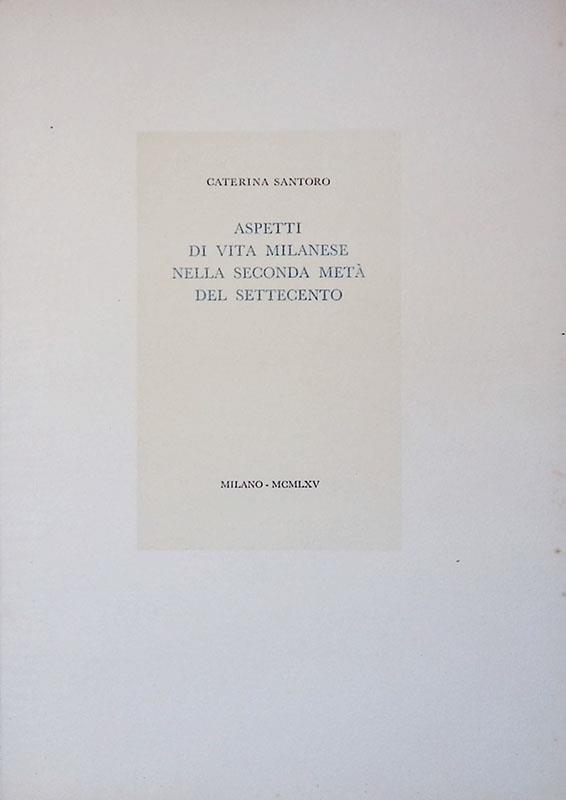 CATERINA SANTORO
ASPETTI
DI VITA MILANESE
NELLA SECONDA METÀ
DEL SETTECENTO
MILANO - MCMLXV